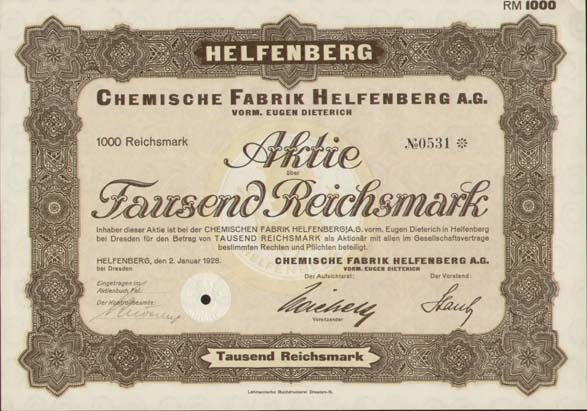 RM 1000
HELFENBERG
CHEMISCHE FABRIK HELFENBERG A.G.
VORM. EUGEN DIETERICH
1000 Reichsmark
Aktie
№0531 ❊
über
Tausend Reichsmark
Inhaber dieser Aktie ist bei der CHEMISCHEN FABRIK HELFENBERG A.G. vorm. Eugen Dieterich in Helfenberg
bei Dresden für den Betrag von TAUSEND REICHSMARK als Aktionär mit allen im Gesellschaftsvertrage
bestimmten Rechten und Pflichten beteiligt.
HELFENBERG, den 2. Januar 1928.
bei Dresden
CHEMISCHE FABRIK HELFENBERG A.G.
VORM. EUGEN DIETERICH
Der Aufsichtsrat:
Der Vorstand:
Eingetragen im
Aktienbuch Fol.
Der Kontrollbeamte:
Vorsitzender
Tausend Reichsmark
Lehmannsche Buchdruckerei Dresden-N.